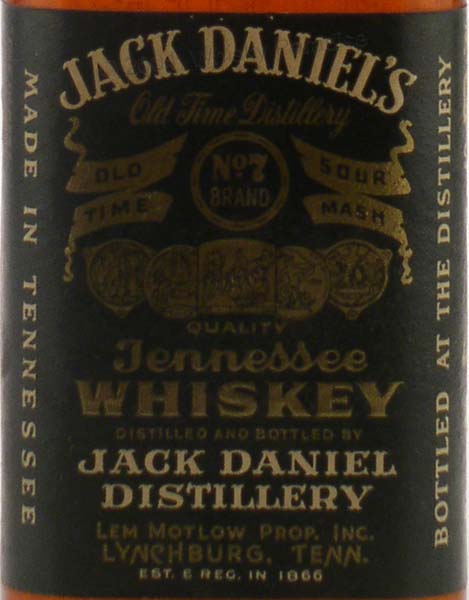 JACK DANIEL'S
Old Time Distillery
OLD TIME
No. 7 BRAND
SOUR MASH
QUALITY
Tennessee
WHISKEY
DISTILLED AND BOTTLED BY
JACK DANIEL
DISTILLERY
LEM MOTLOW PROP. INC.
LYNCHBURG, TENN.
EST. & REG. IN 1866
MADE IN TENNESSEE
BOTTLED AT THE DISTILLERY